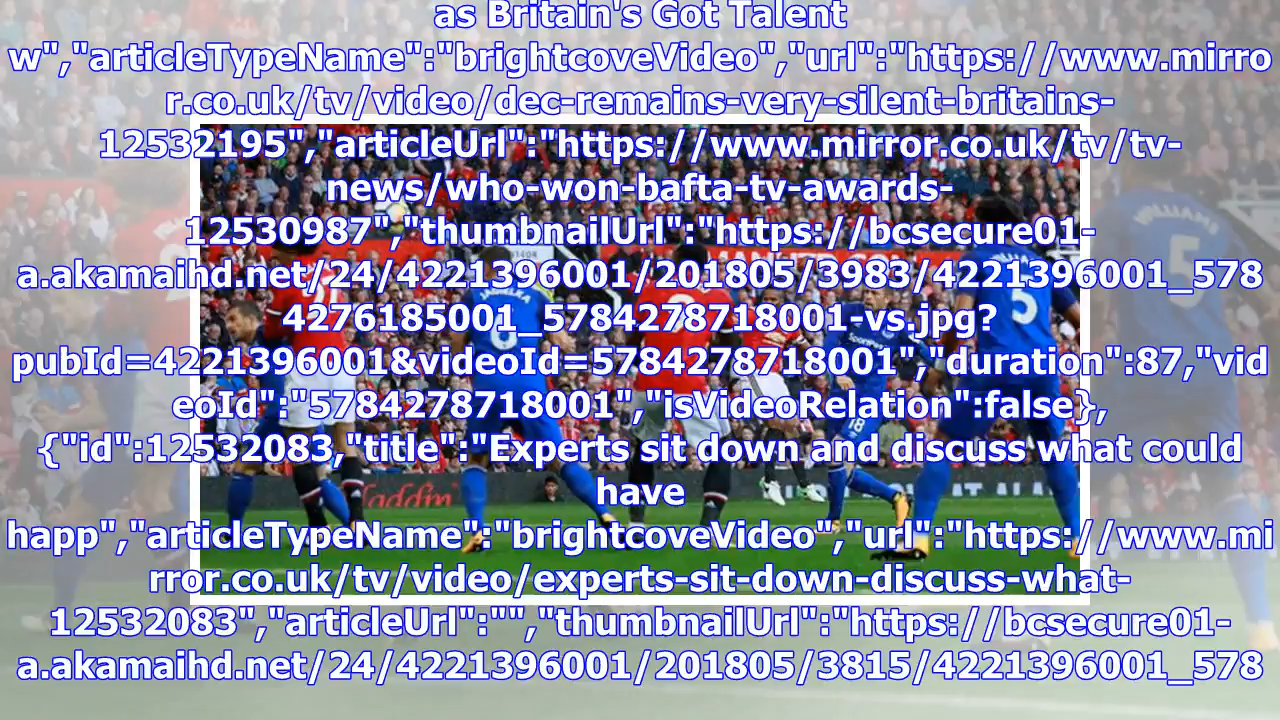 as Britain's Got Talent
w","articleTypeName":"brightcoveVideo","url":"https://www.mirro
r.co.uk/tv/video/dec-remains-very-silent-britains-
12532195","articleUrl":"https://www.mirror.co.uk/tv/tv-
news/who-won-bafta-tv-awards-
12530987","thumbnailUrl":"https://bcsecure01-
a.akamaihd.net/24/4221396001/201805/3983/4221396001_578
4276185001_5784278718001-vs.jpg?
pubId=4221396001&videoId=5784278718001","duration":87,"vid
eoId":"5784278718001","isVideoRelation":false},
{"id":12532083,"title":"Experts sit down and discuss what could
have
happ","articleTypeName":"brightcoveVideo","url":"https://www.mi
rror.co.uk/tv/video/experts-sit-down-discuss-what-
12532083","articleUrl":"","thumbnailUrl":"https://bcsecure01-
a.akamaihd.net/24/4221396001/201805/3815/4221396001_578
WILLIAMS
5
5
18
Aladdin